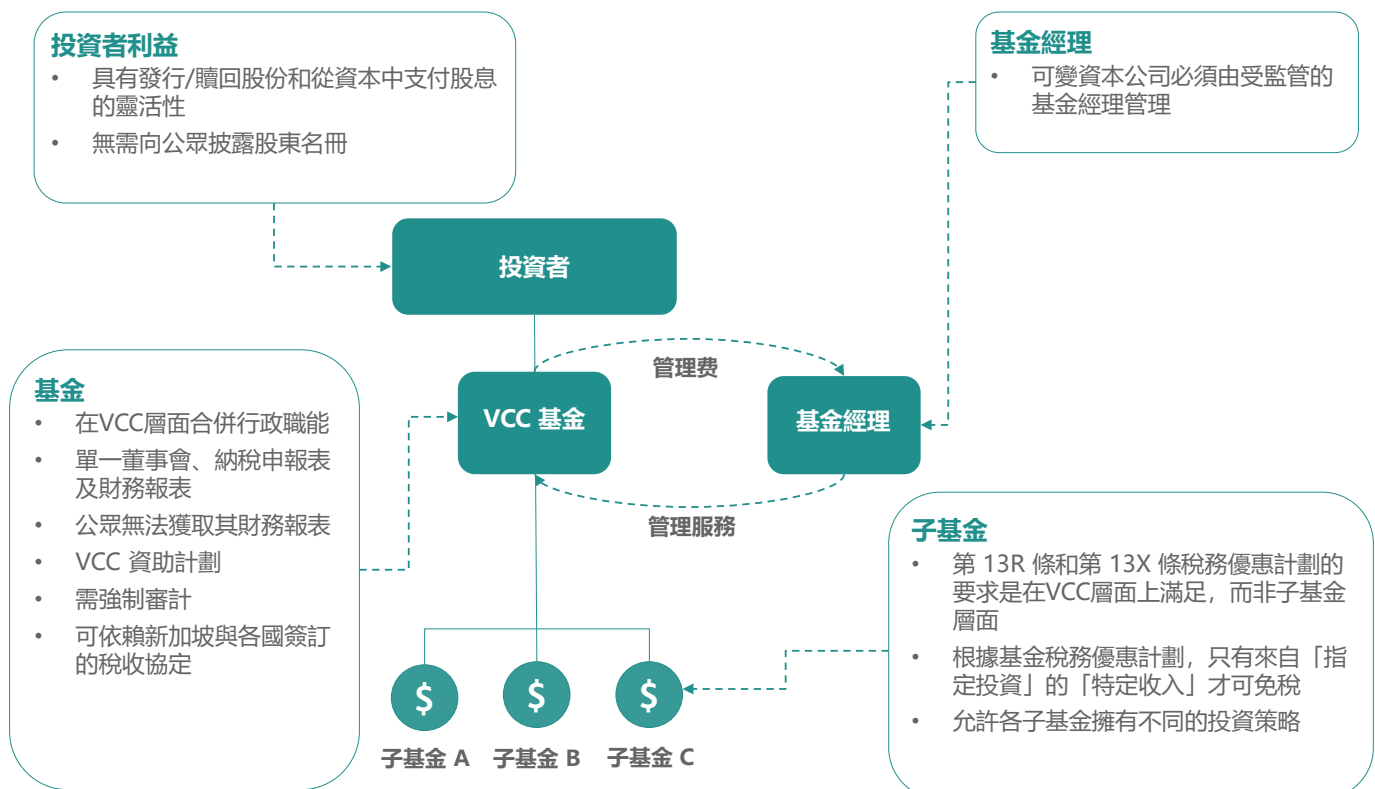 投資者利益
• 具有發行/贖回股份和從資本中支付股息
的靈活性
• 無需向公眾披露股東名冊
基金經理
• 可變資本公司必須由受監管的
基金經理管理
投資者
管理费
VCC 基金
基金經理
管理服務
基金
• 在VCC層面合併行政職能
• 單一董事會、納稅申報表
及財務報表
• 公眾無法獲取其財務報表
• VCC 資助計劃
• 需強制審計
• 可依賴新加坡與各國簽訂
的稅收協定
子基金
• 第 13R 條和第 13X 條稅務優惠計劃的
要求是在VCC層面上滿足，而非子基金
層面
• 根據基金稅務優惠計劃，只有來自「指
定投資」的「特定收入」才可免稅
• 允許各子基金擁有不同的投資策略
$ $ $
子基金 A 子基金 B 子基金 C